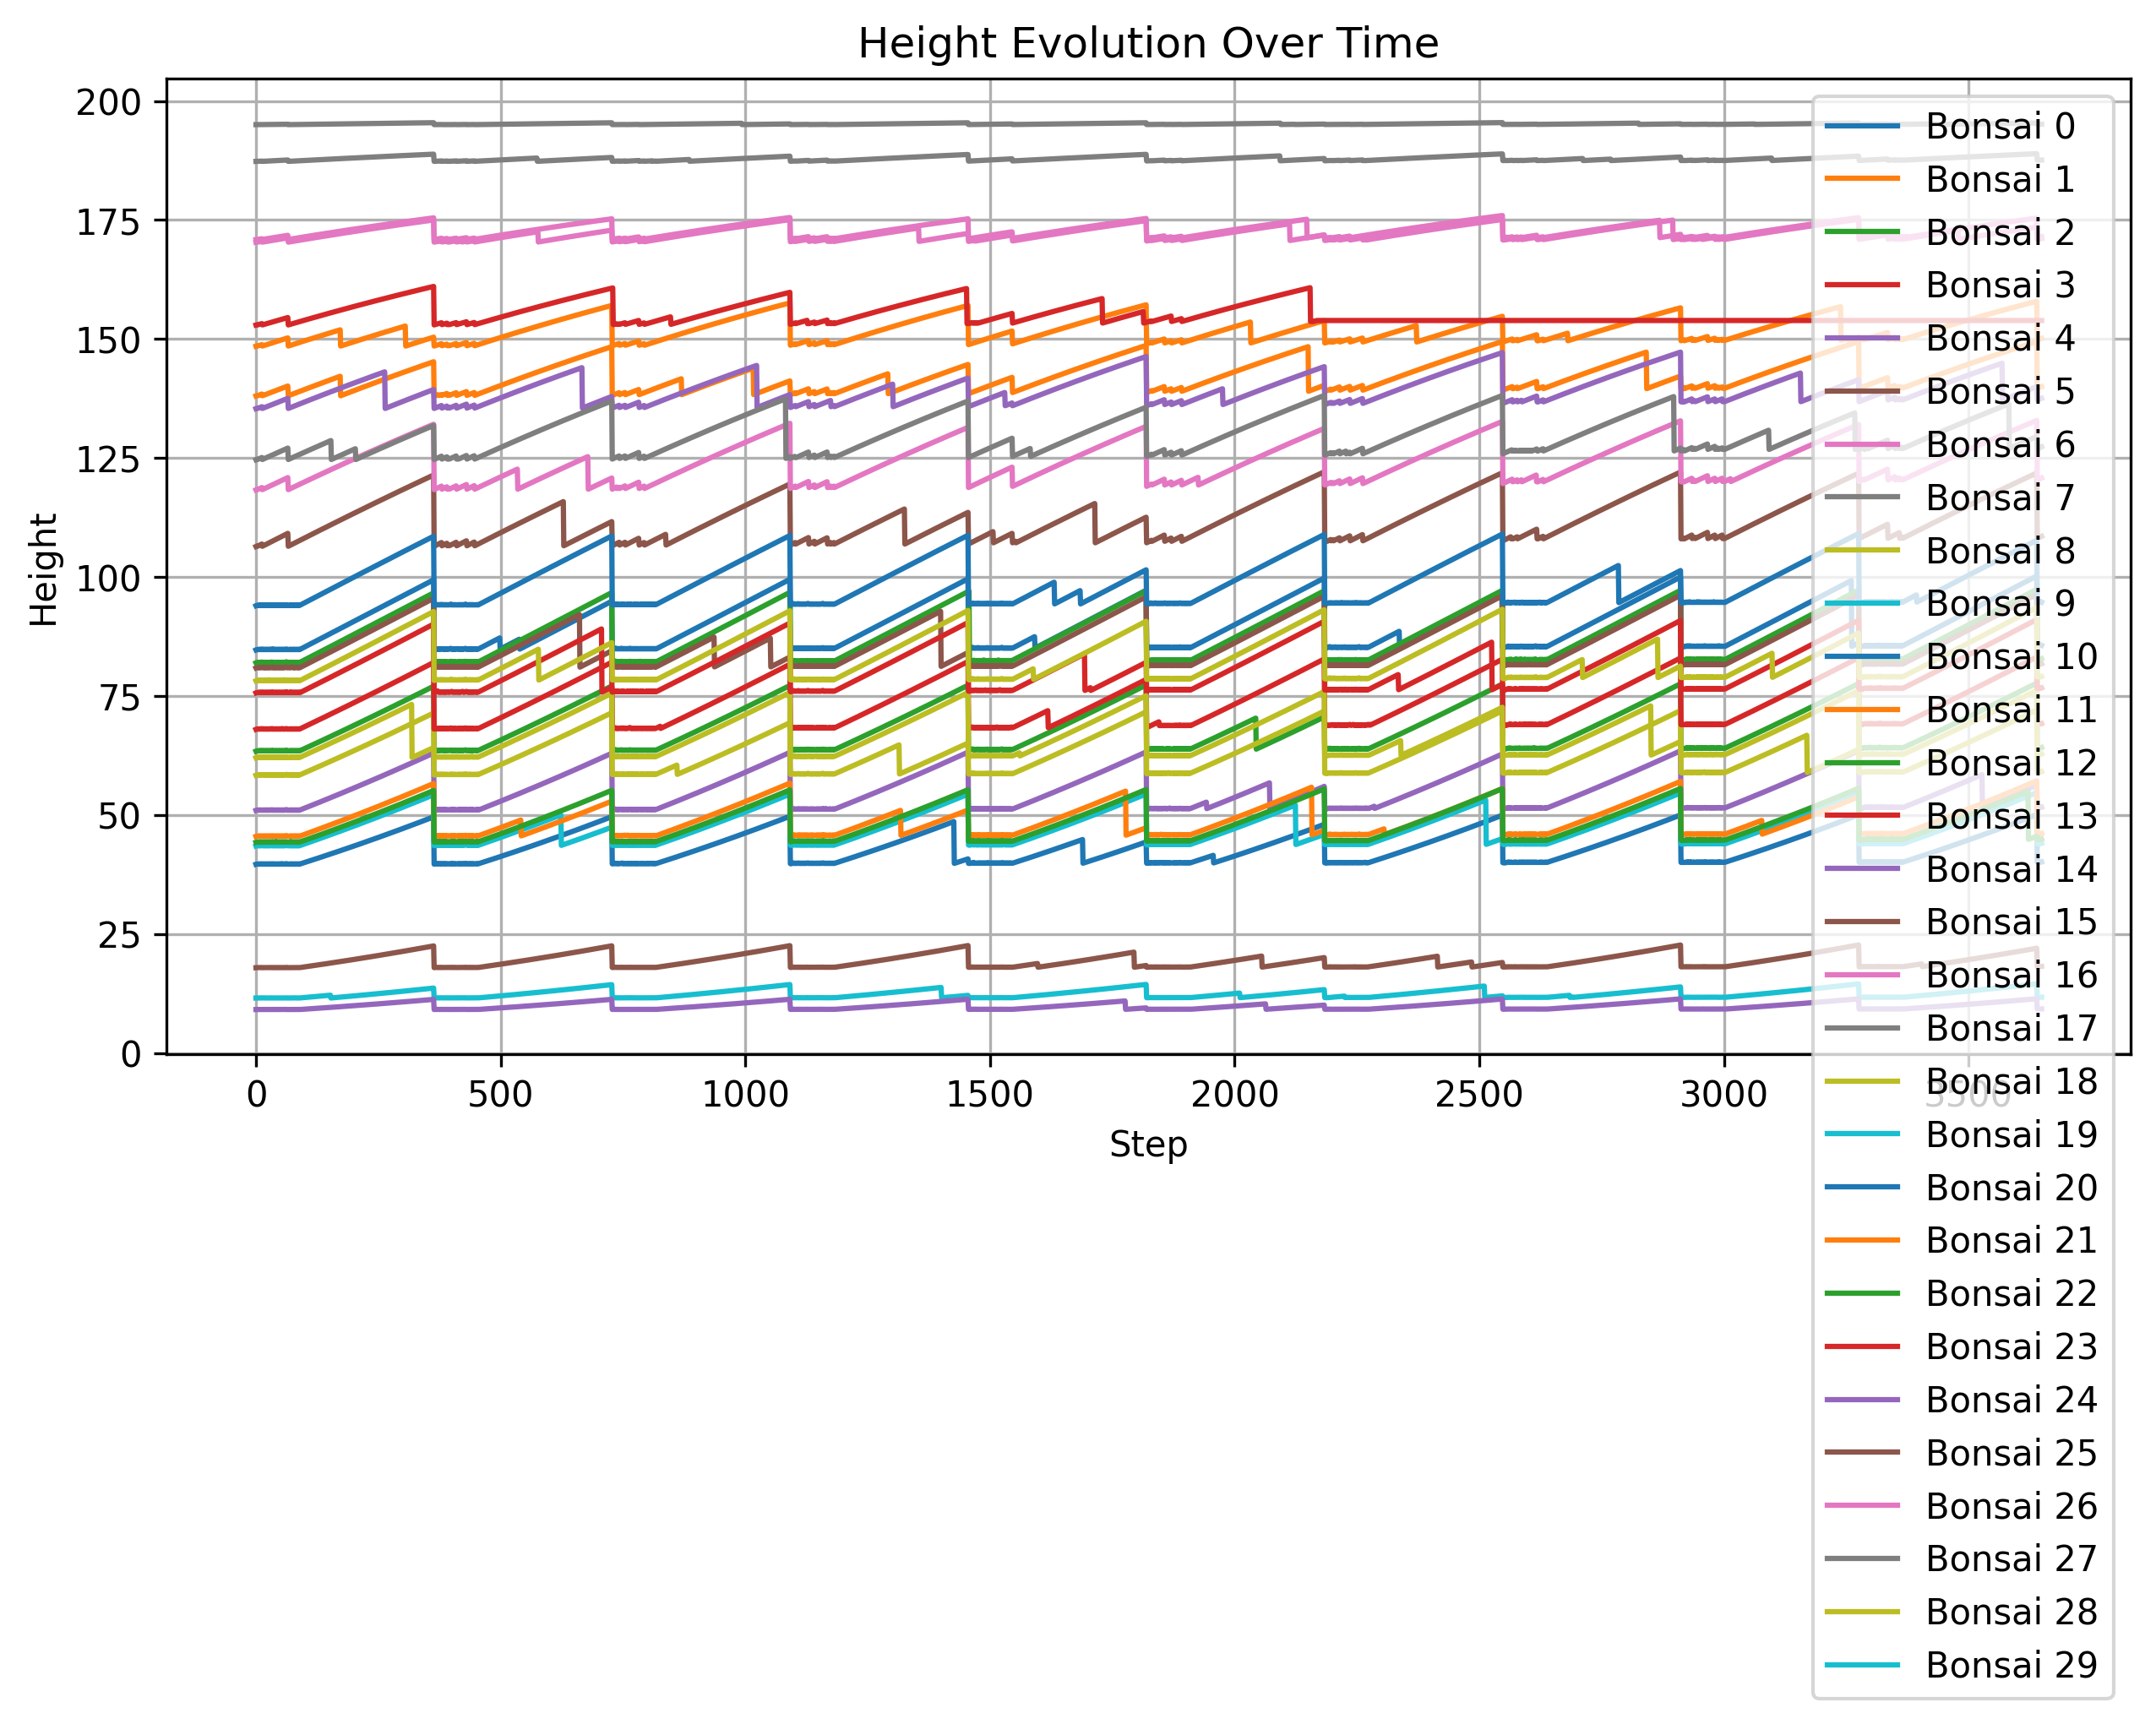 Height Evolution Over Time
Height
200
175
150
125
100
75
50
25
0
0 500 1000 1500 2000 2500 3000 3500
Step
Bonsai 0
Bonsai 1
Bonsai 2
Bonsai 3
Bonsai 4
Bonsai 5
Bonsai 6
Bonsai 7
Bonsai 8
Bonsai 9
Bonsai 10
Bonsai 11
Bonsai 12
Bonsai 13
Bonsai 14
Bonsai 15
Bonsai 16
Bonsai 17
Bonsai 18
Bonsai 19
Bonsai 20
Bonsai 21
Bonsai 22
Bonsai 23
Bonsai 24
Bonsai 25
Bonsai 26
Bonsai 27
Bonsai 28
Bonsai 29